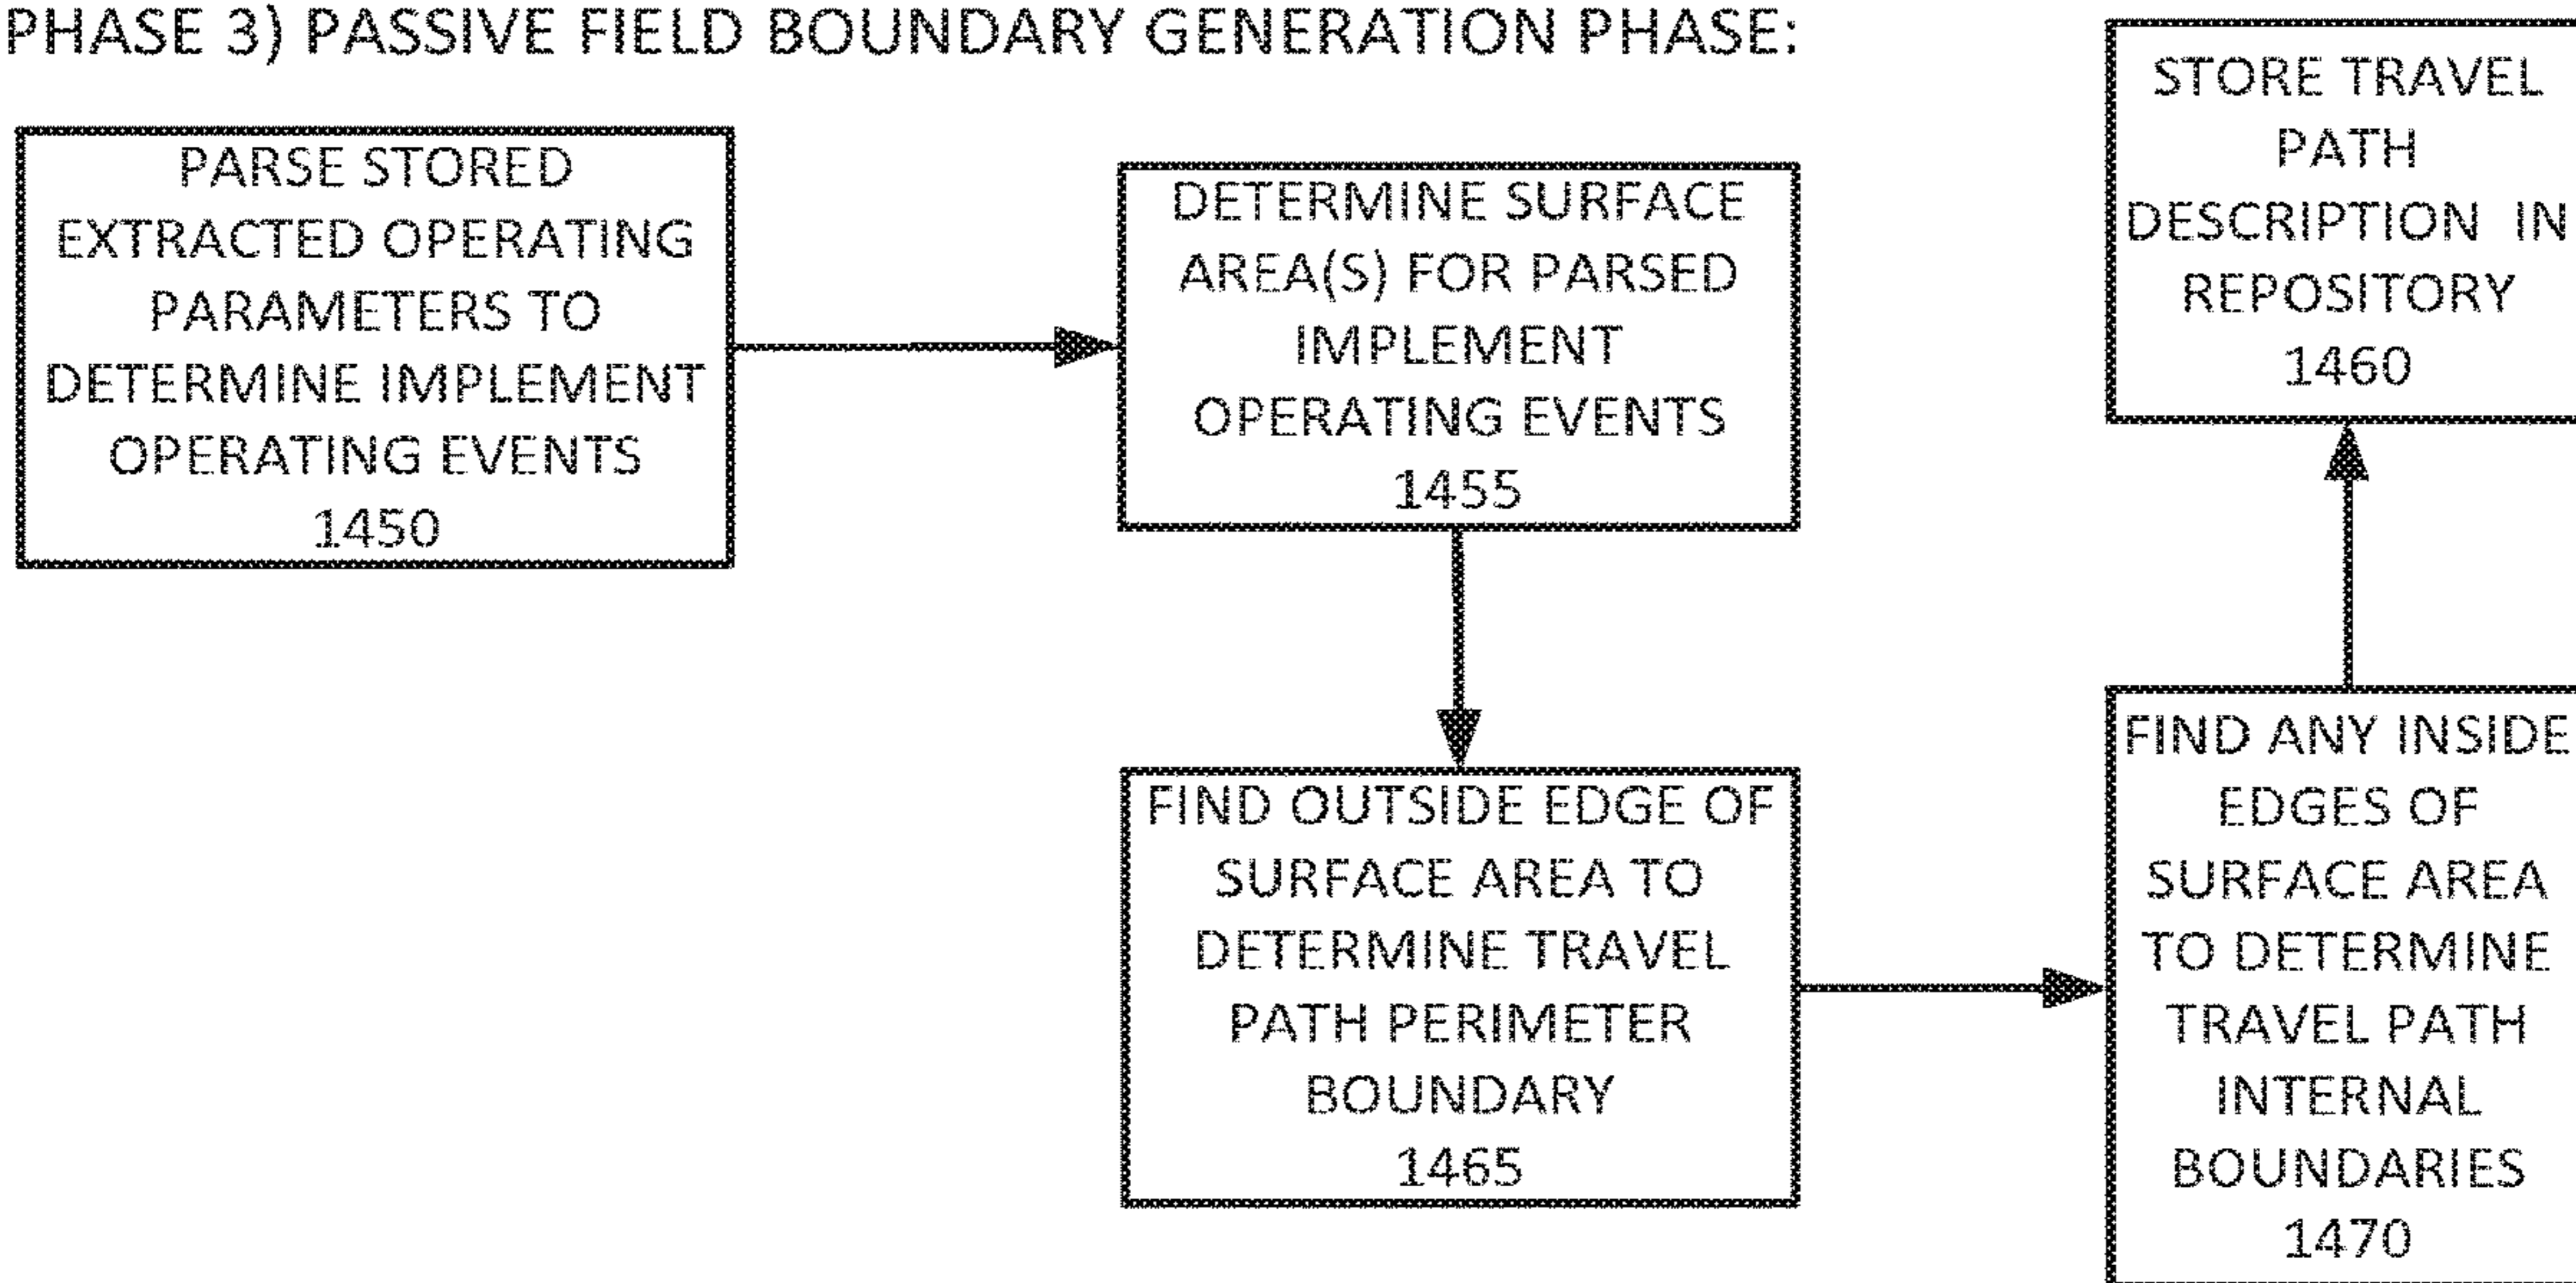 PHASE 3) PASSIVE FIELD BOUNDARY GENERATION PHASE:
PARSE STORED
EXTRACTED OPERATING
PARAMETERS TO
DETERMINE IMPLEMENT
OPERATING EVENTS
1450
DETERMINE SURFACE
AREA(S) FOR PARSED
IMPLEMENT
OPERATING EVENTS
1455
FIND OUTSIDE EDGE OF
SURFACE AREA TO
DETERMINE TRAVEL
PATH PERIMETER
BOUNDARY
1465
FIND ANY INSIDE
EDGES OF
SURFACE AREA
TO DETERMINE
TRAVEL PATH
INTERNAL
BOUNDARIES
1470
STORE TRAVEL
PATH
DESCRIPTION IN
REPOSITORY
1460